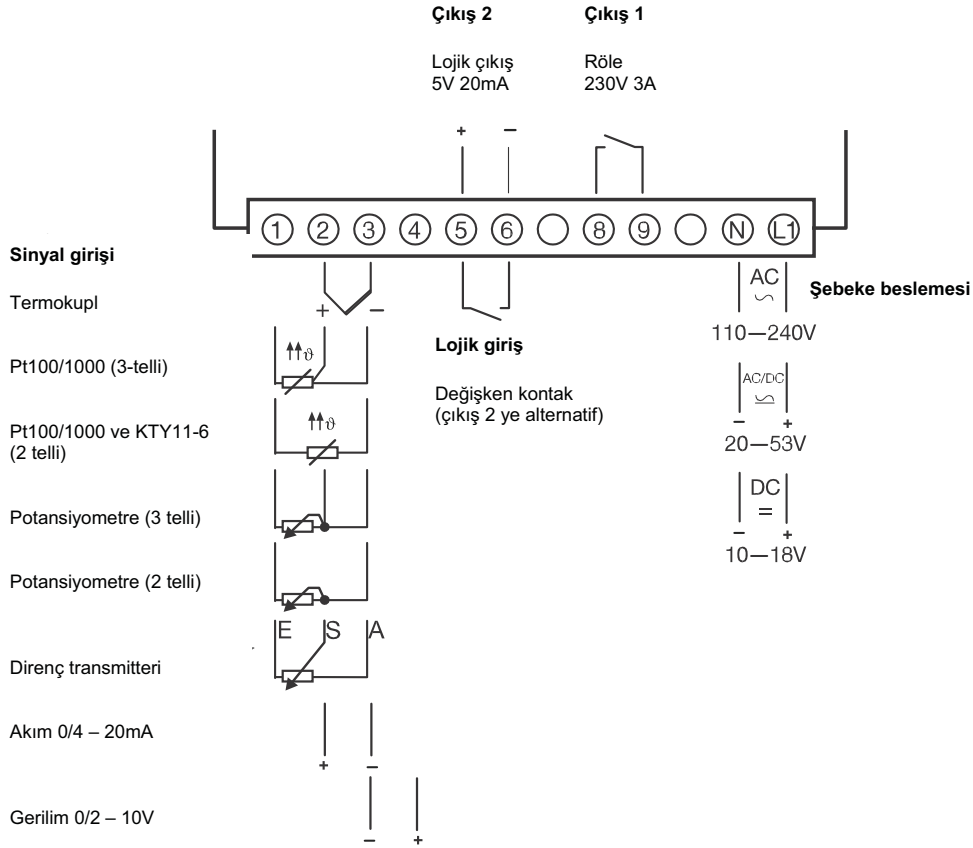 Çıkış 2
Çıkış 1
Lojik çıkış
5V 20mA
Röle
230V 3A
+ –
1 2 3 4 5 6 8 9 N L1
Sinyal girişi
Termokupl
+ –
Pt100/1000 (3-telli)
ϑ
Pt100/1000 ve KTY11-6
(2 telli)
ϑ
Potansiyometre (3 telli)
Potansiyometre (2 telli)
E S A
Direnç transmitteri
Akım 0/4 – 20mA
+ –
Gerilim 0/2 – 10V
– +
Lojik giriş
Değişken kontak
(çıkış 2 ye alternatif)
Şebeke beslemesi
AC
110—240V
AC/DC
– +
20—53V
DC
=
– +
10—18V